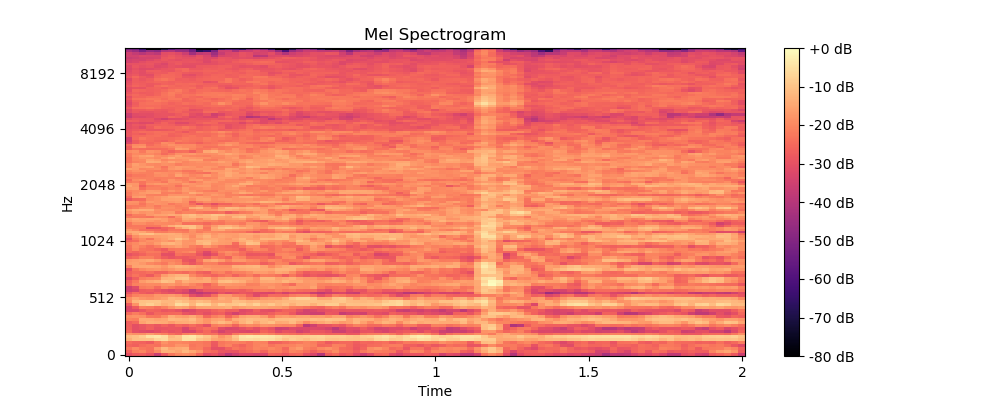 Mel Spectrogram
Hz
8192
4096
2048
1024
512
0
0 0.5 1 1.5 2
Time
+0 dB
-10 dB
-20 dB
-30 dB
-40 dB
-50 dB
-60 dB
-70 dB
-80 dB